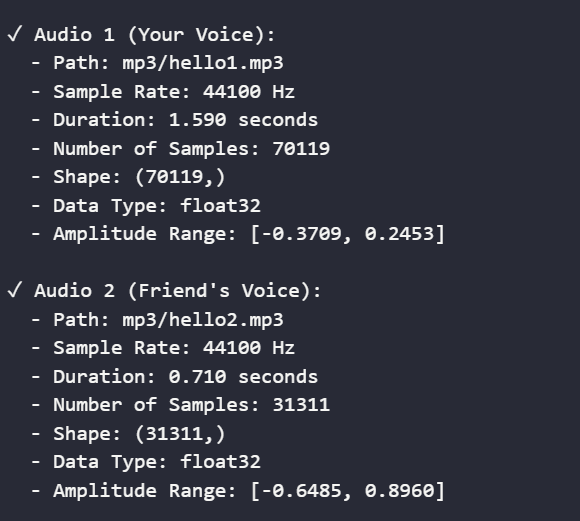 ✓ Audio 1 (Your Voice):
- Path: mp3/hello1.mp3
- Sample Rate: 44100 Hz
- Duration: 1.590 seconds
- Number of Samples: 70119
- Shape: (70119,)
- Data Type: float32
- Amplitude Range: [-0.3709, 0.2453]
✓ Audio 2 (Friend's Voice):
- Path: mp3/hello2.mp3
- Sample Rate: 44100 Hz
- Duration: 0.710 seconds
- Number of Samples: 31311
- Shape: (31311,)
- Data Type: float32
- Amplitude Range: [-0.6485, 0.8960]